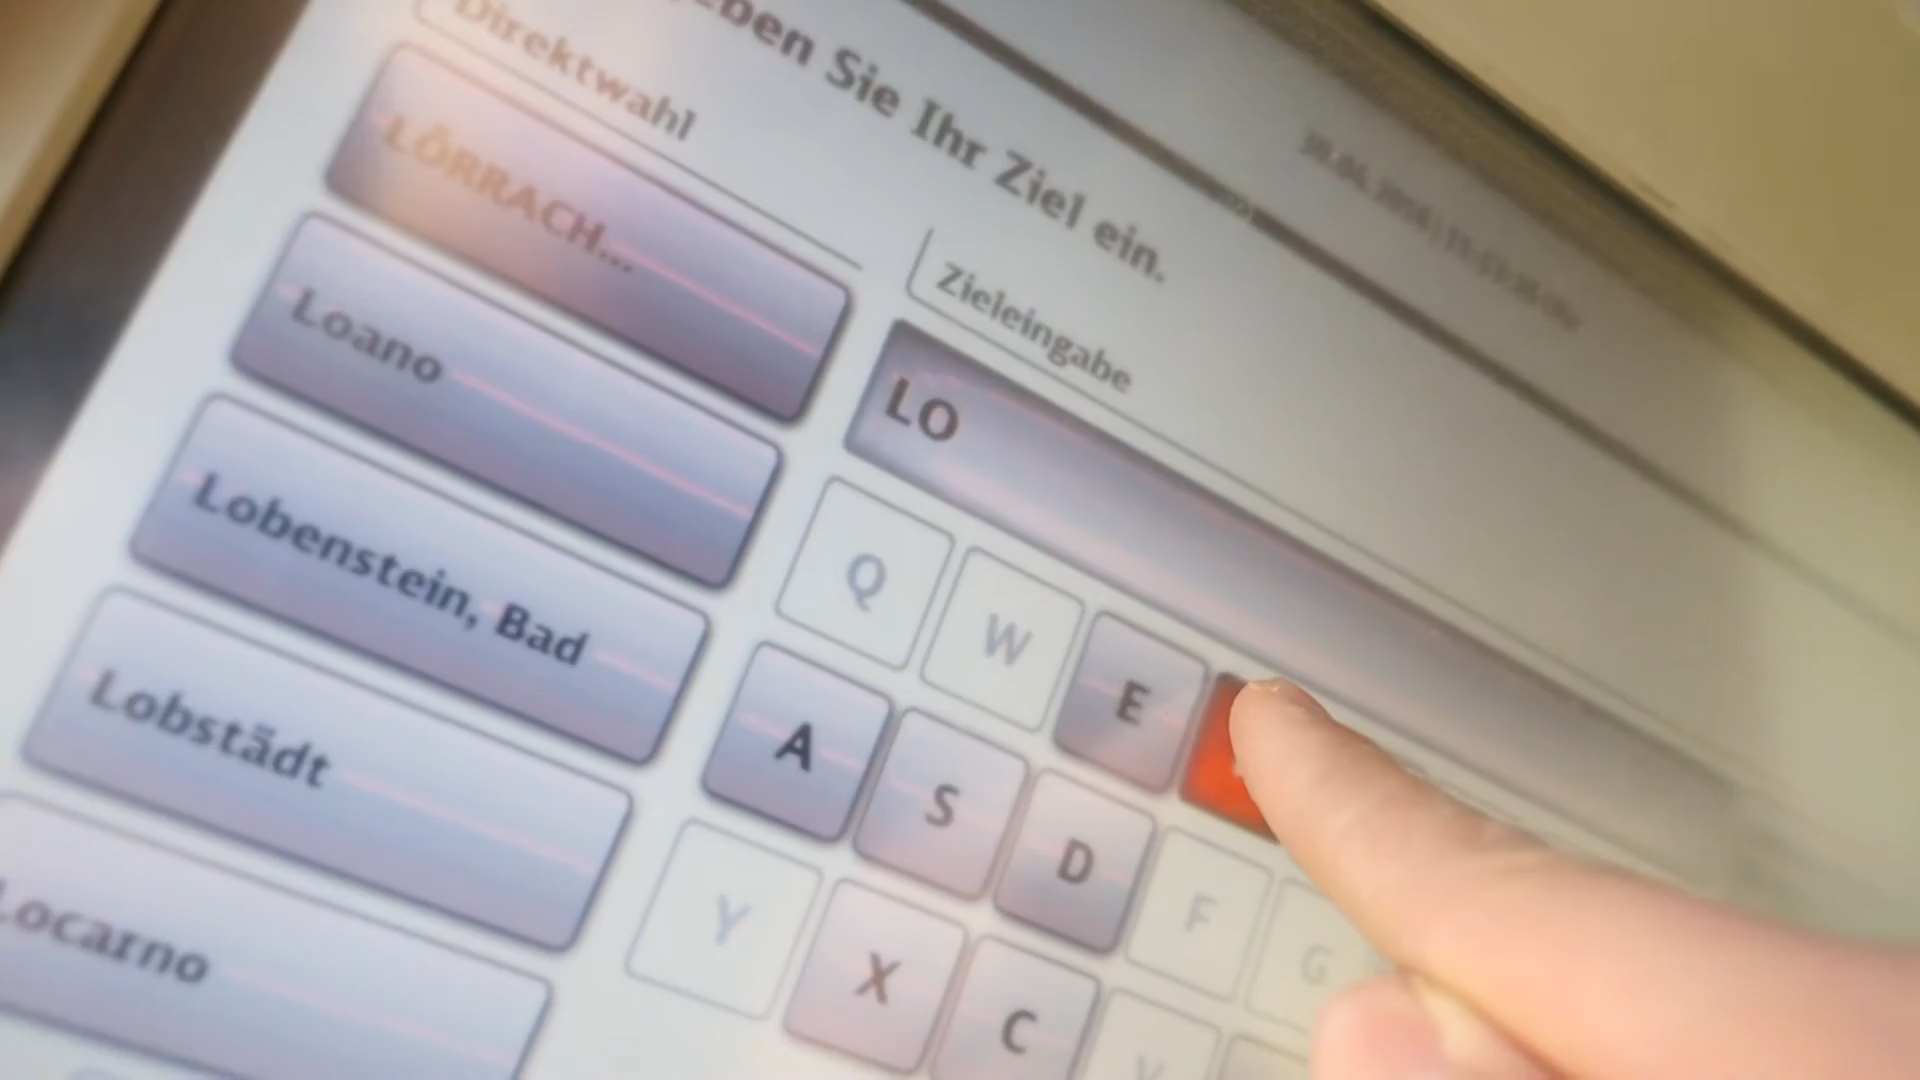 eben Sie Ihr Ziel ein.
Direktwahl
Zieleingabe
LÖRRACH...
Loano
Lobenstein, Bad
Lobstädt
Locarno
LO
Q W E
A S D F G
Y X C V